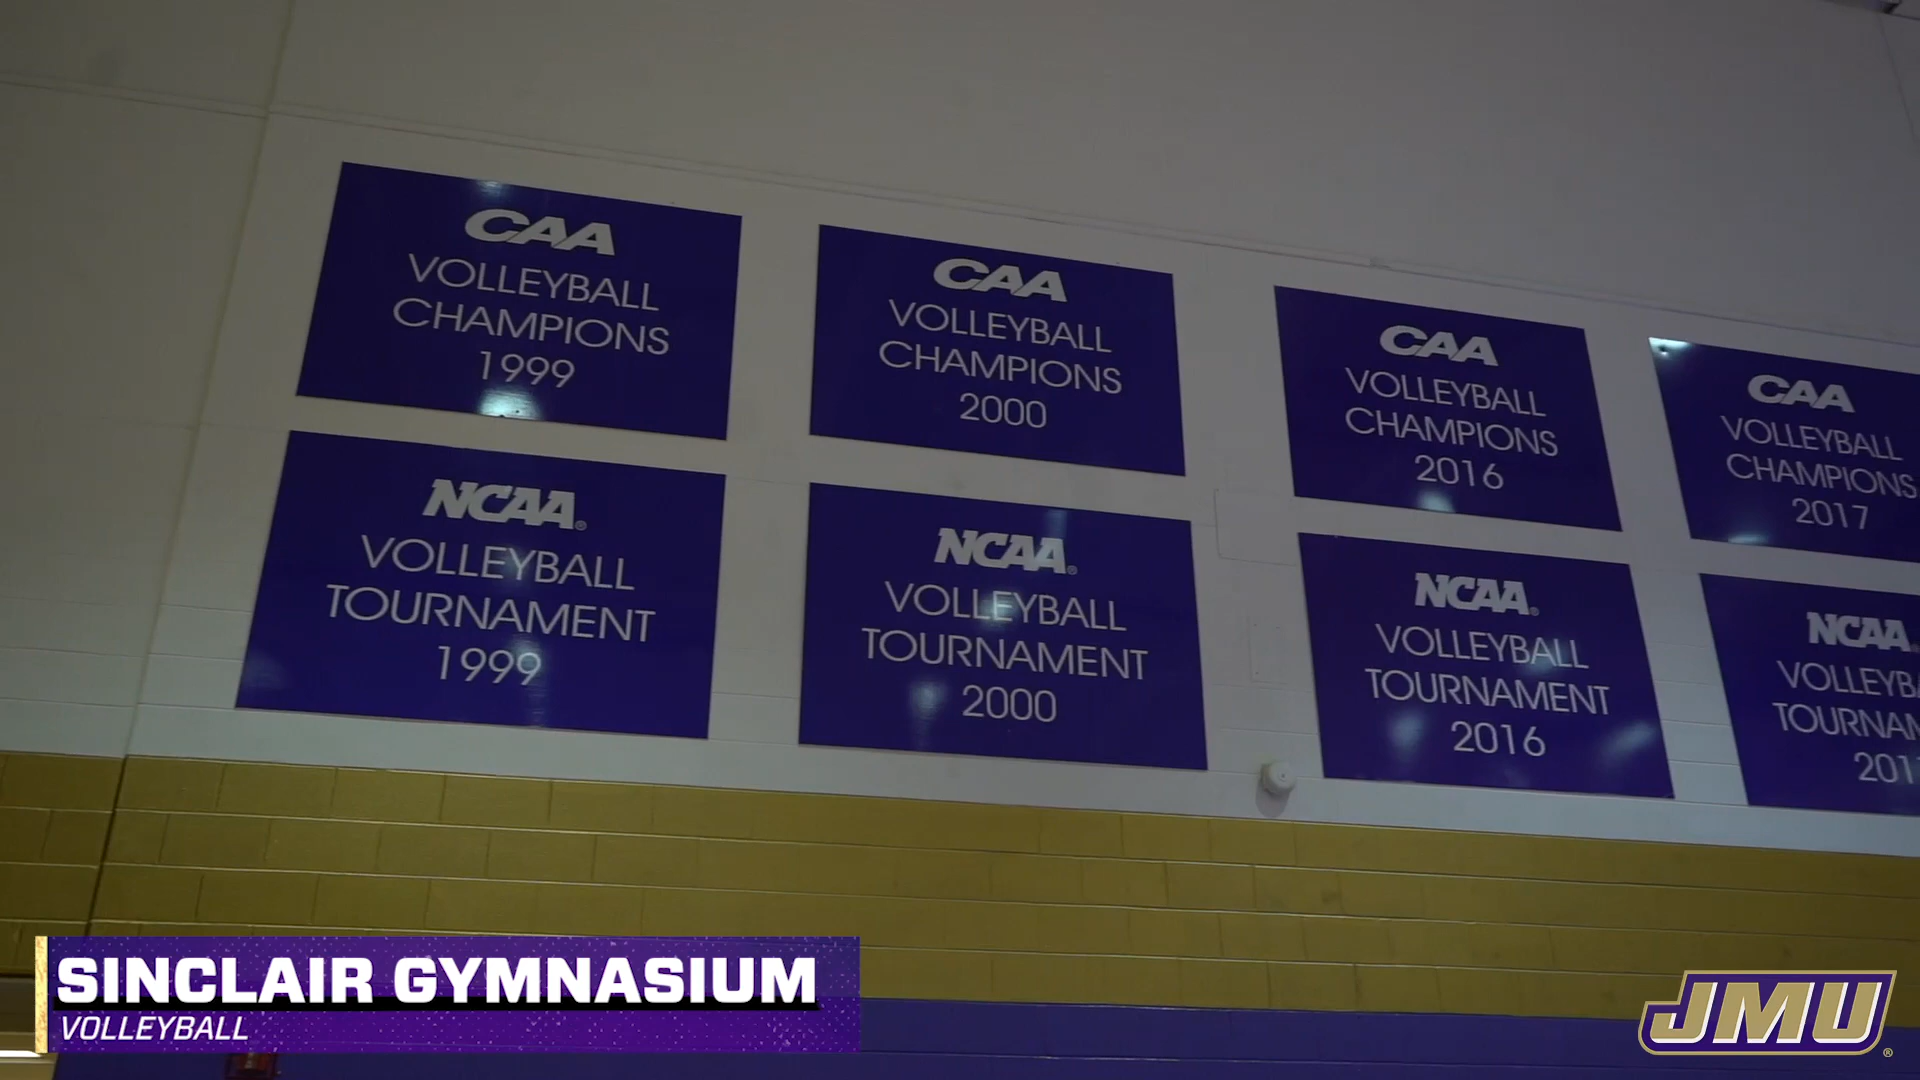 CAA
VOLLEYBALL
CHAMPIONS
1999
CAA
VOLLEYBALL
CHAMPIONS
2000
CAA
VOLLEYBALL
CHAMPIONS
2016
CAA
VOLLEYBALL
CHAMPIONS
2017
NCAA®
VOLLEYBALL
TOURNAMENT
1999
NCAA®
VOLLEYBALL
TOURNAMENT
2000
NCAA®
VOLLEYBALL
TOURNAMENT
2016
NCAA
SINCLAIR GYMNASIUM
VOLLEYBALL
JMU®